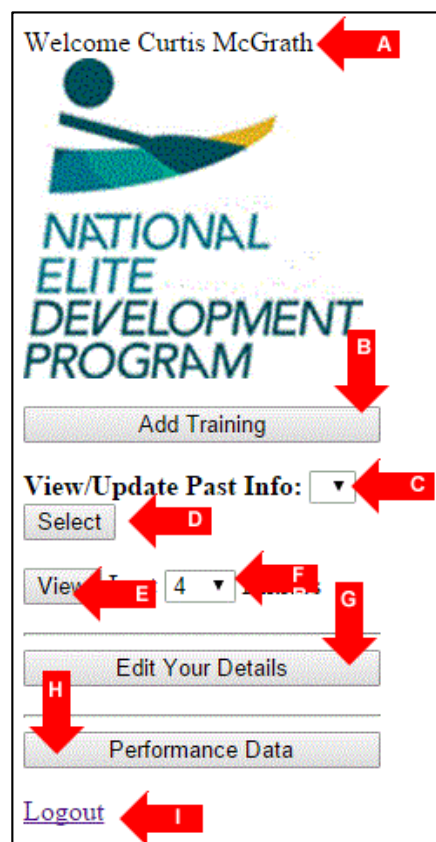 Welcome Curtis McGrath A
NATIONAL
ELITE
DEVELOPMENT
PROGRAM
B
Add Training
View/Update Past Info: C
Select D
View E 4 F
G
Edit Your Details
H
Performance Data
Logout I